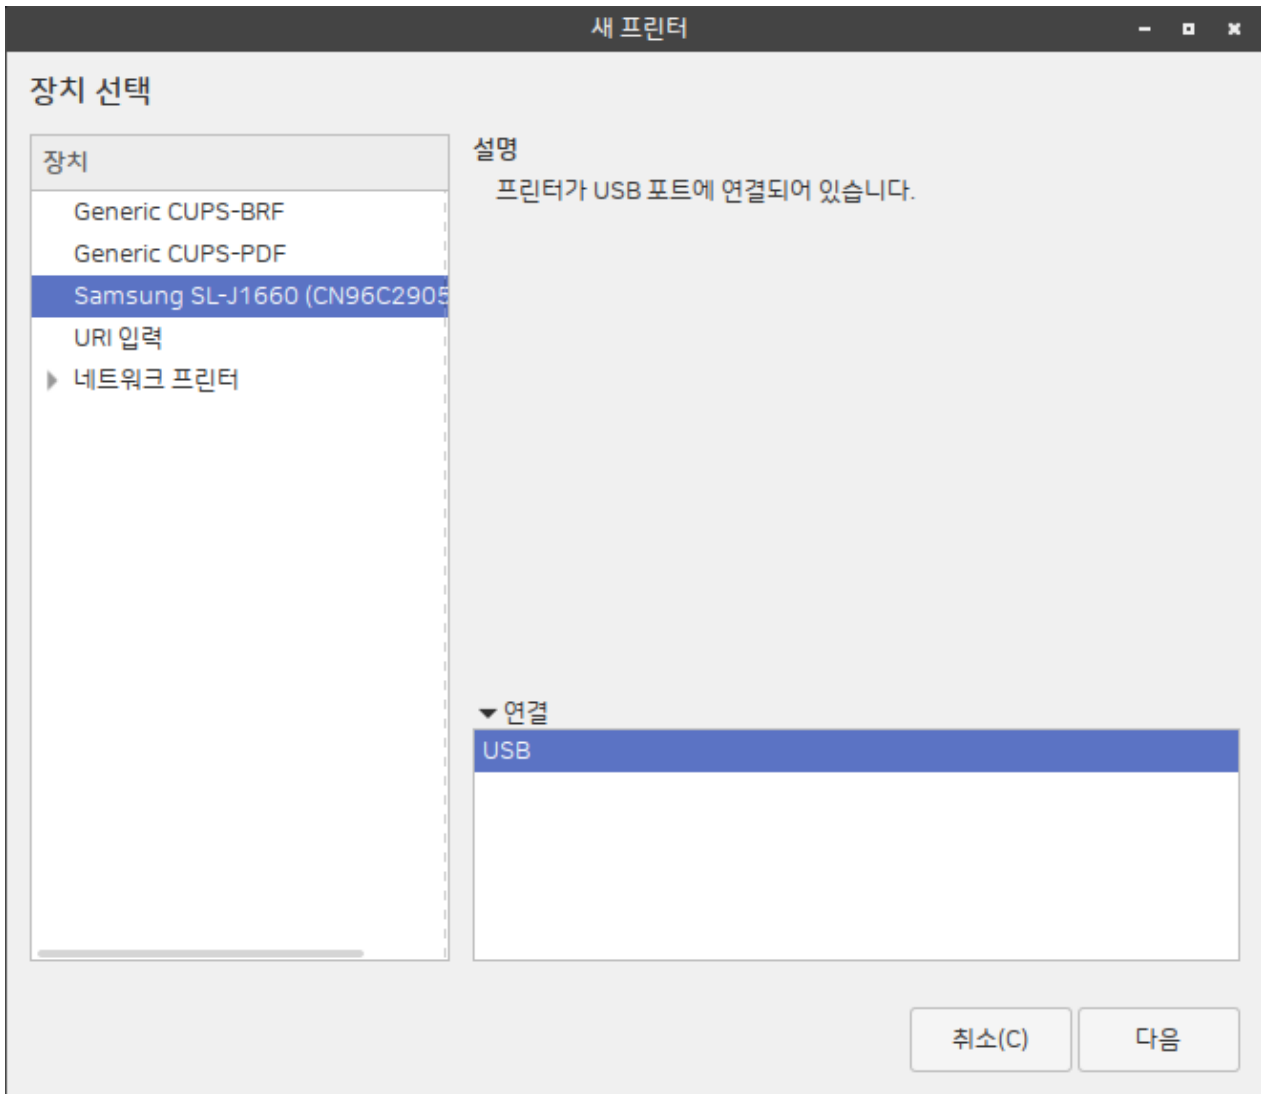 새 프린터
장치 선택
장치
Generic CUPS-BRF
Generic CUPS-PDF
Samsung SL-J1660 (CN96C2905
URI 입력
네트워크 프린터
설명
프린터가 USB 포트에 연결되어 있습니다.
연결
USB
취소(C)
다음